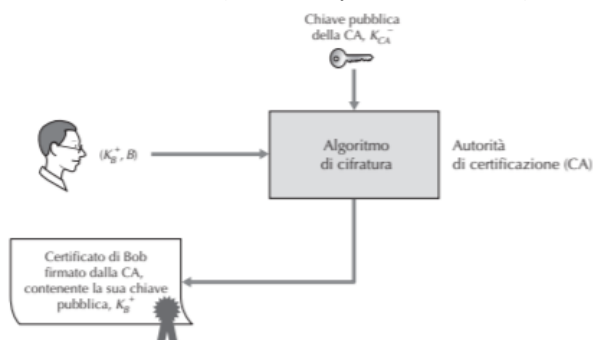 Chiave pubblica
della CA, K_CA^-
(K_B^+, B)
Algoritmo
di cifratura
Autorità
di certificazione (CA)
Certificato di Bob
firmato dalla CA,
contenente la sua chiave
pubblica, K_B^+